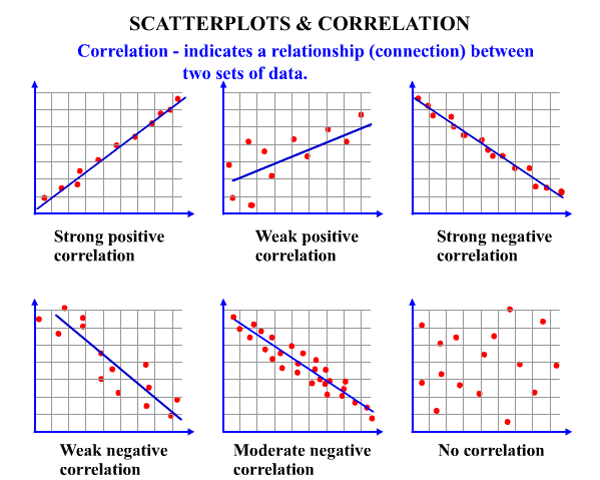 SCATTERPLOTS & CORRELATION
Correlation - indicates a relationship (connection) between
two sets of data.
Strong positive
correlation
Weak positive
correlation
Strong negative
correlation
Weak negative
correlation
Moderate negative
correlation
No correlation